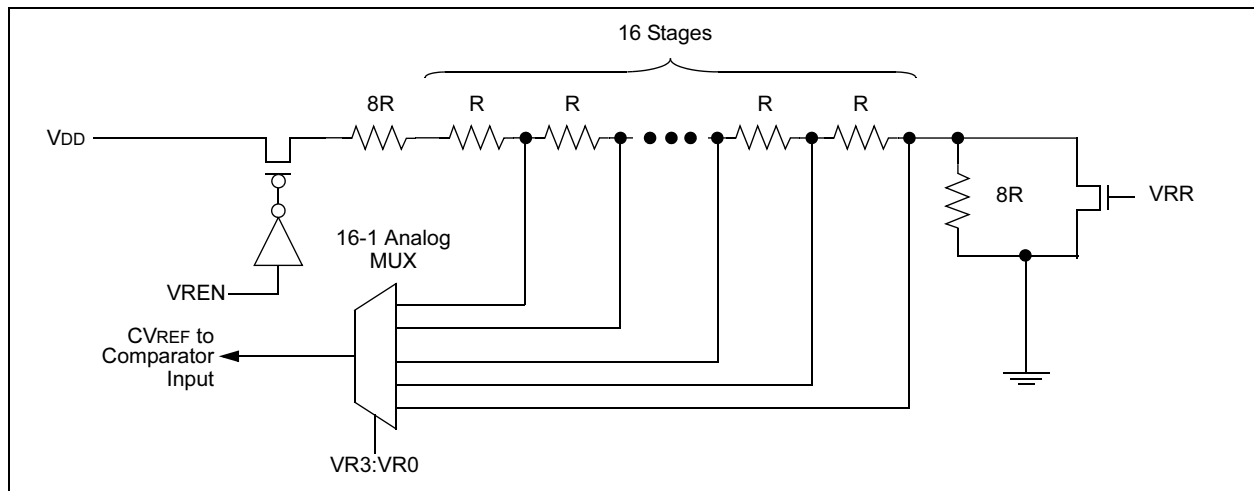 16 Stages
8R
R
R
R
R
VDD
8R
VRR
16-1 Analog
MUX
VREN
CVREF to
Comparator
Input
VR3:VR0